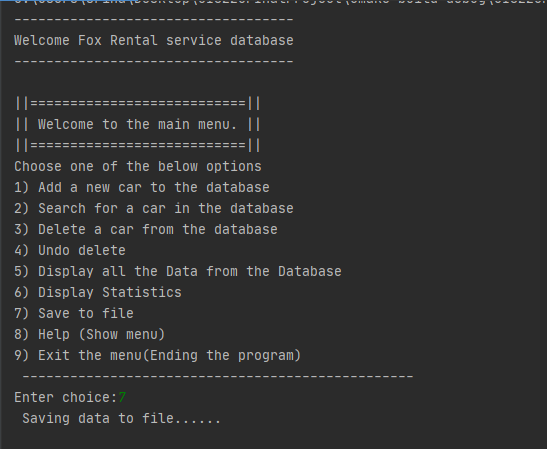 ----------------------------------
Welcome Fox Rental service database
----------------------------------
||===========================||
|| Welcome to the main menu. ||
||===========================||
Choose one of the below options
1) Add a new car to the database
2) Search for a car in the database
3) Delete a car from the database
4) Undo delete
5) Display all the Data from the Database
6) Display Statistics
7) Save to file
8) Help (Show menu)
9) Exit the menu(Ending the program)
-------------------------------------------------
Enter choice:7
Saving data to file......